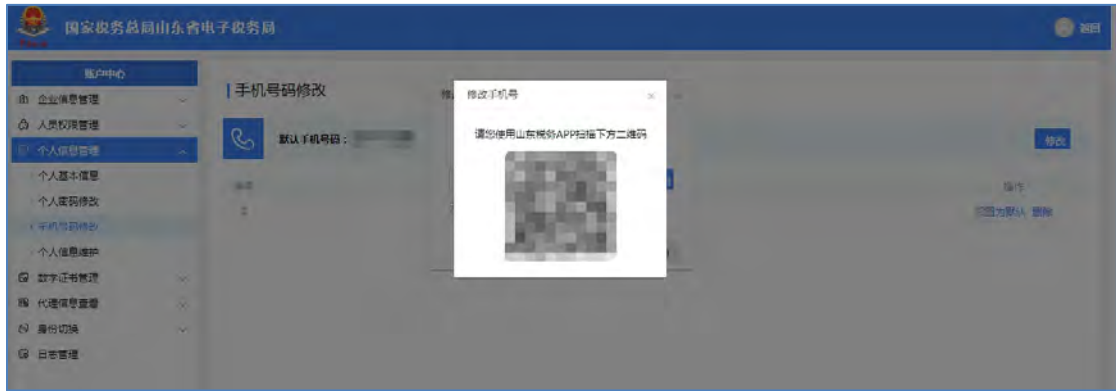 国家税务总局山东省电子税务局
返回
账户中心
企业信息管理
人员权限管理
个人信息管理
个人基本信息
个人密码修改
手机号码修改
个人信息维护
数字证书管理
代理信息查看
身份切换
日志管理
手机号码修改
默认手机号码：
修改
操作
设置为默认 删除
修改手机号
请您使用山东税务APP扫描下方二维码